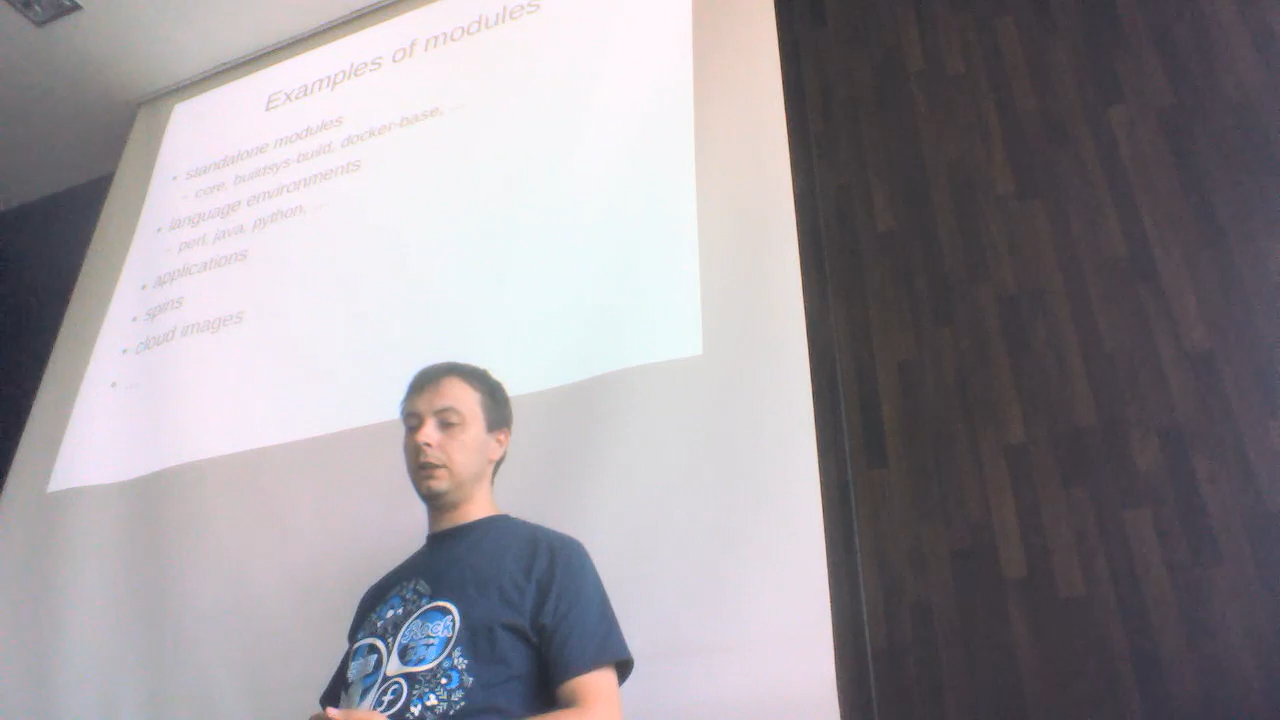 Examples of modules
• standalone modules
– core, buildsys-build, docker-base, ...
• language environments
– perl, java, python, ...
• applications
• spins
• cloud images
• ...
Rock